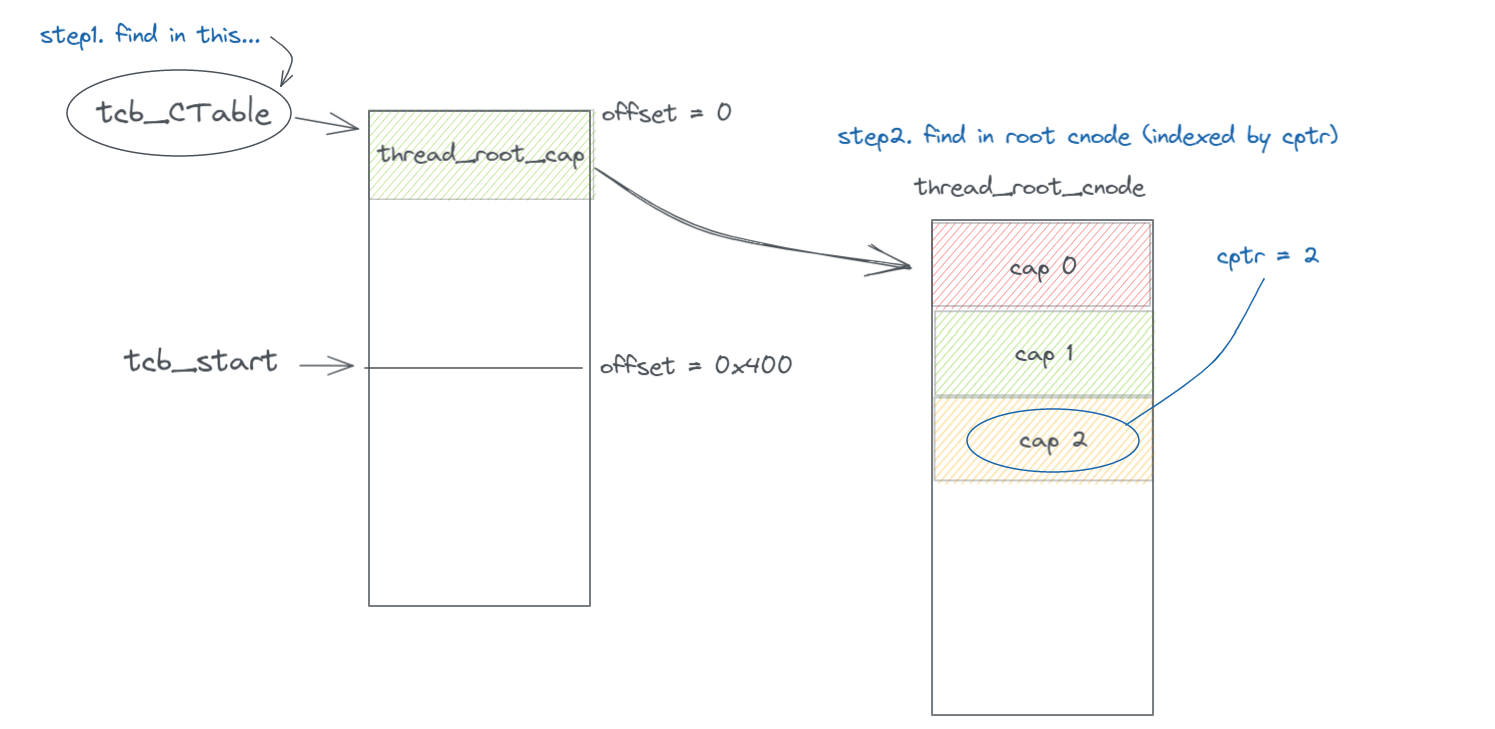 step1. find in this...
tcb_CTable
thread_root_cap
offset = 0
tcb_start
offset = 0x400
step2. find in root cnode (indexed by cptr)
thread_root_cnode
cap 0
cap 1
cap 2
cptr = 2